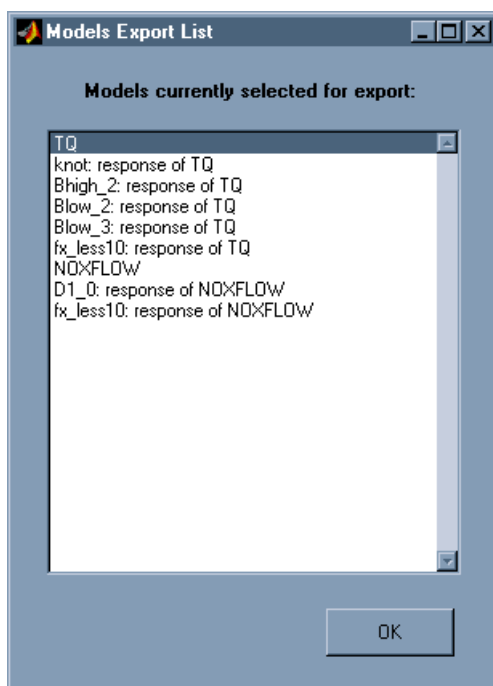 Models Export List
Models currently selected for export:
TQ
knot: response of TQ
Bhigh_2: response of TQ
Blow_2: response of TQ
Blow_3: response of TQ
fx_less10: response of TQ
NOXFLOW
D1_0: response of NOXFLOW
fx_less10: response of NOXFLOW
OK